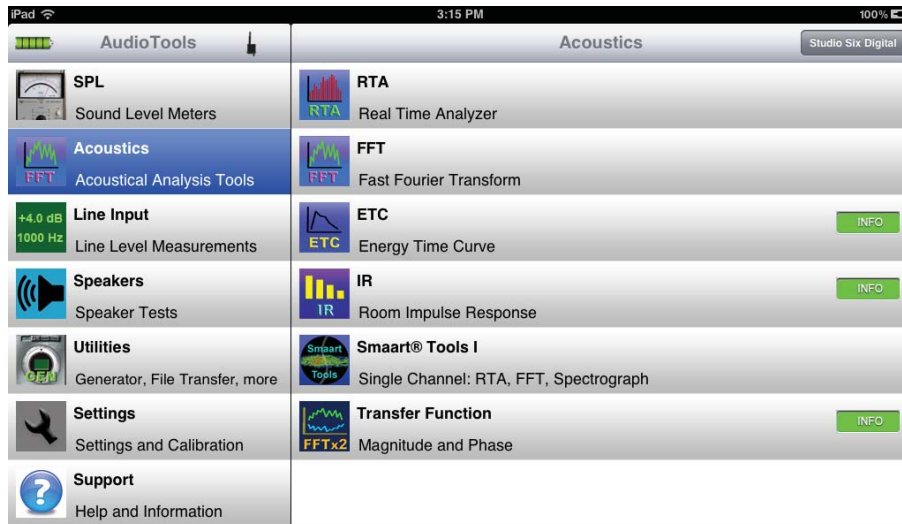 iPad 3:15 PM 100%
AudioTools
Acoustics
Studio Six Digital
SPL
Sound Level Meters
FFT
Acoustics
Acoustical Analysis Tools
+4.0 dB
1000 Hz
Line Input
Line Level Measurements
Speakers
Speaker Tests
GEN
Utilities
Generator, File Transfer, more
Settings
Settings and Calibration
?
Support
Help and Information
RTA
RTA
Real Time Analyzer
FFT
FFT
Fast Fourier Transform
ETC
ETC
Energy Time Curve
INFO
IR
IR
Room Impulse Response
INFO
Smaart
Tools
Smaart® Tools I
Single Channel: RTA, FFT, Spectrograph
FFTx2
Transfer Function
Magnitude and Phase
INFO